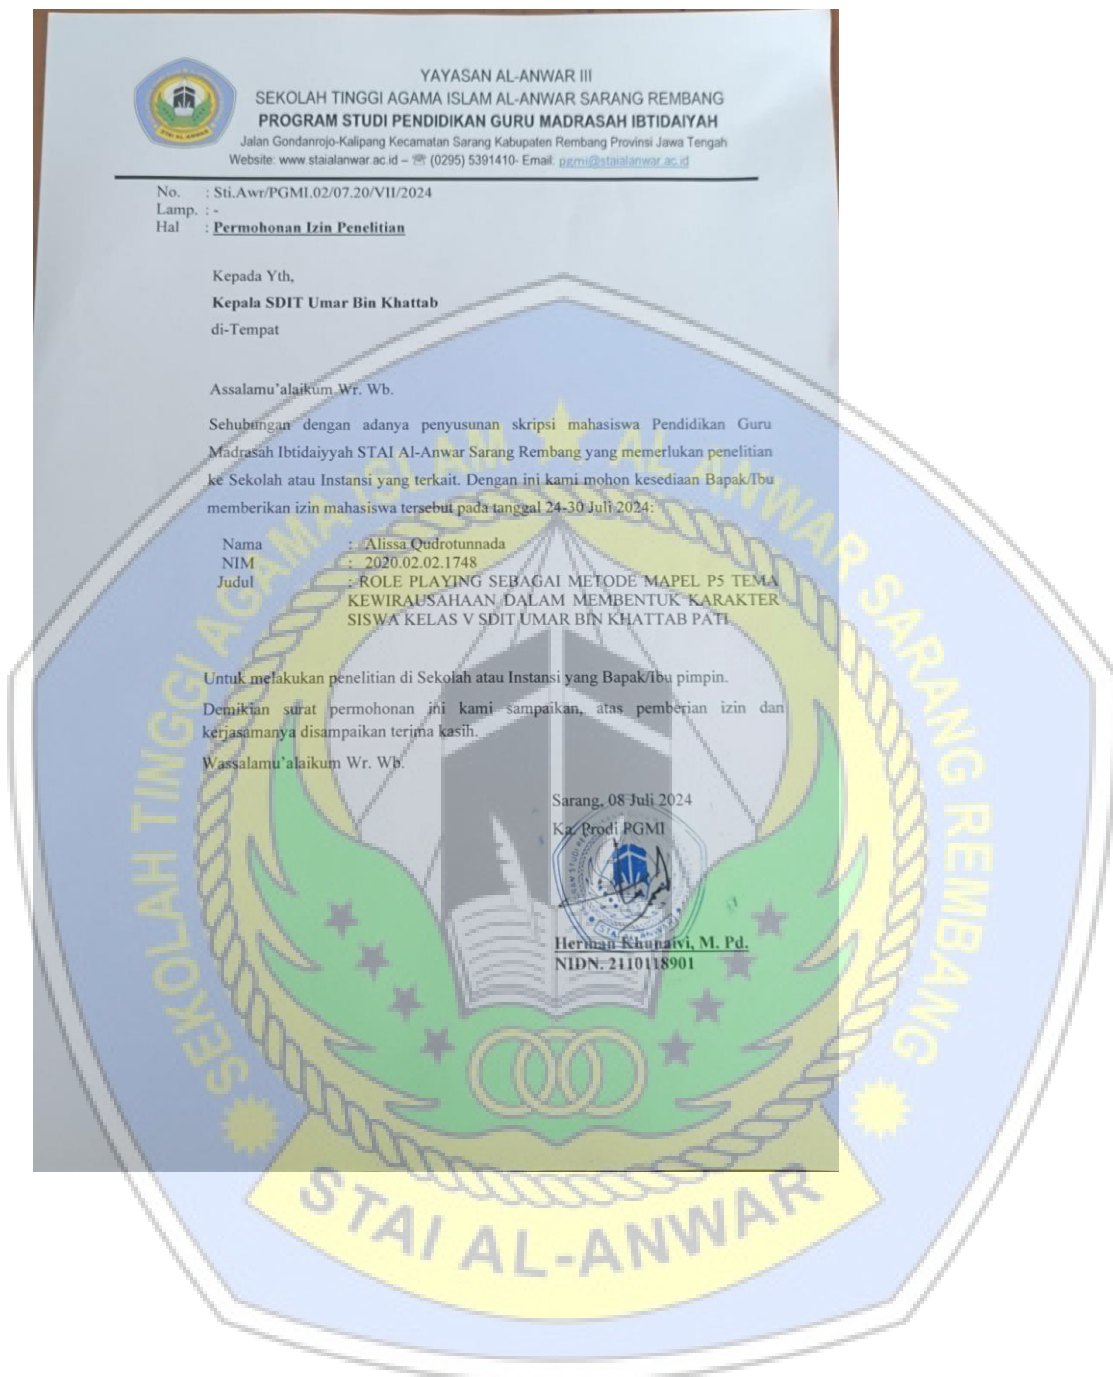 YAYASAN AL-ANWAR III
SEKOLAH TINGGI AGAMA ISLAM AL-ANWAR SARANG REMBANG
PROGRAM STUDI PENDIDIKAN GURU MADRASAH IBTIDAIYAH
Jalan Gondanrojo-Kalipang Kecamatan Sarang Kabupaten Rembang Provinsi Jawa Tengah
Website: www.staialanwar.ac.id – ☏ (0295) 5391410- Email: pgmi@staialanwar.ac.id
No. : Sti.Awr/PGMI.02/07.20/VII/2024
Lamp. : -
Hal : Permohonan Izin Penelitian
Kepada Yth,
Kepala SDIT Umar Bin Khattab
di-Tempat
Assalamu'alaikum Wr. Wb.
Sehubungan dengan adanya penyusunan skripsi mahasiswa Pendidikan Guru
Madrasah Ibtidaiyyah STAI Al-Anwar Sarang Rembang yang memerlukan penelitian
ke Sekolah atau Instansi yang terkait. Dengan ini kami mohon kesediaan Bapak/Ibu
memberikan izin mahasiswa tersebut pada tanggal 24-30 Juli 2024:
Nama : Alissa Qudrotunnada
NIM : 2020.02.02.1748
Judul : ROLE PLAYING SEBAGAI METODE MAPEL P5 TEMA
KEWIRAUSAHAAN DALAM MEMBENTUK KARAKTER
SISWA KELAS V SDIT UMAR BIN KHATTAB PATI
Untuk melakukan penelitian di Sekolah atau Instansi yang Bapak/Ibu pimpin.
Demikian surat permohonan ini kami sampaikan, atas pemberian izin dan
kerjasamanya disampaikan terima kasih.
Wassalamu'alaikum Wr. Wb.
Sarang, 08 Juli 2024
Ka. Prodi PGMI
STAI AL-ANWAR
Herman Khunaivi, M. Pd.
NIDN. 2110118901
SEKOLAH TINGGI AGAMA ISLAM AL ANWAR SARANG REMBANG
STAI AL-ANWAR